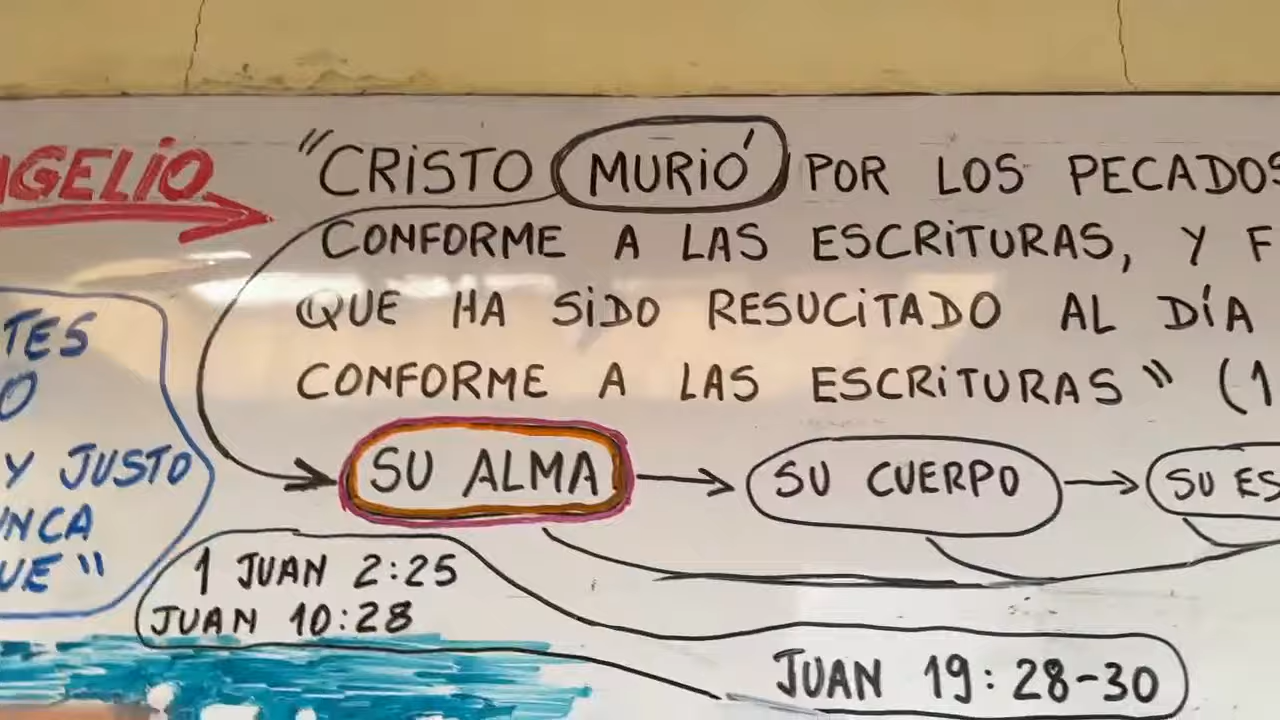 NGELIO
"CRISTO MURIÓ POR LOS PECADOS
CONFORME A LAS ESCRITURAS, Y F
QUE HA SIDO RESUCITADO AL DÍA
CONFORME A LAS ESCRITURAS" (1
TES
O
Y JUSTO
UNCA
UE"
SU ALMA
SU CUERPO
SU ES
1 JUAN 2:25
JUAN 10:28
JUAN 19:28-30